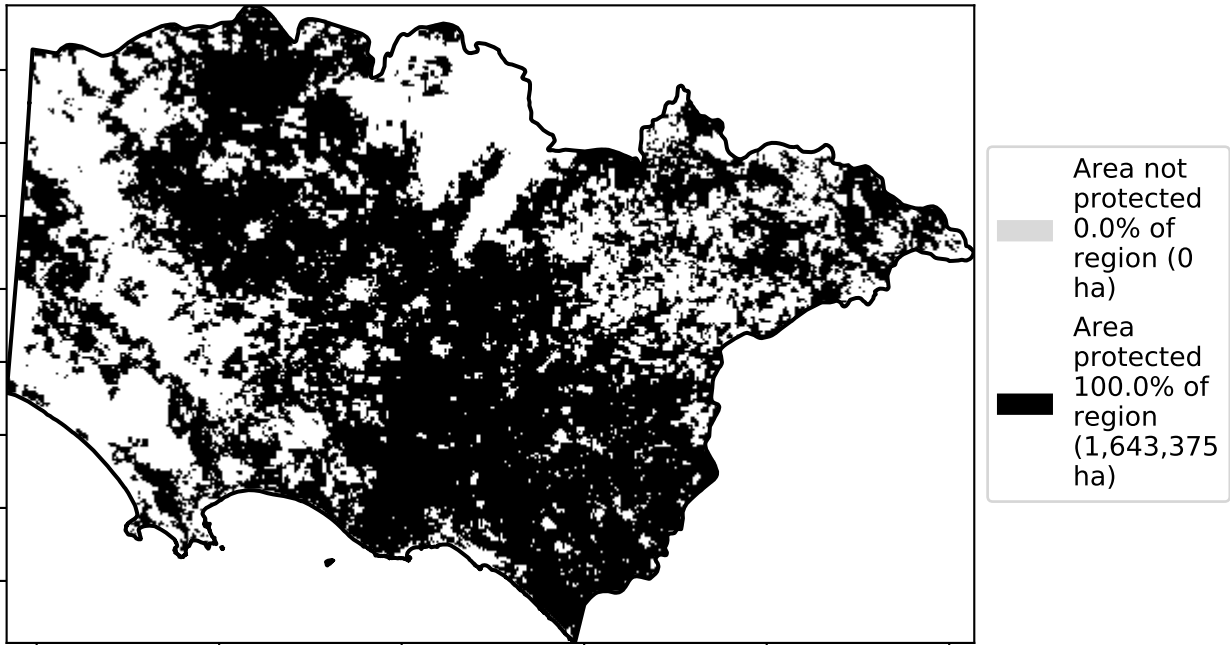 Area not
protected
0.0% of
region (0
ha)
Area
protected
100.0% of
region
(1,643,375
ha)